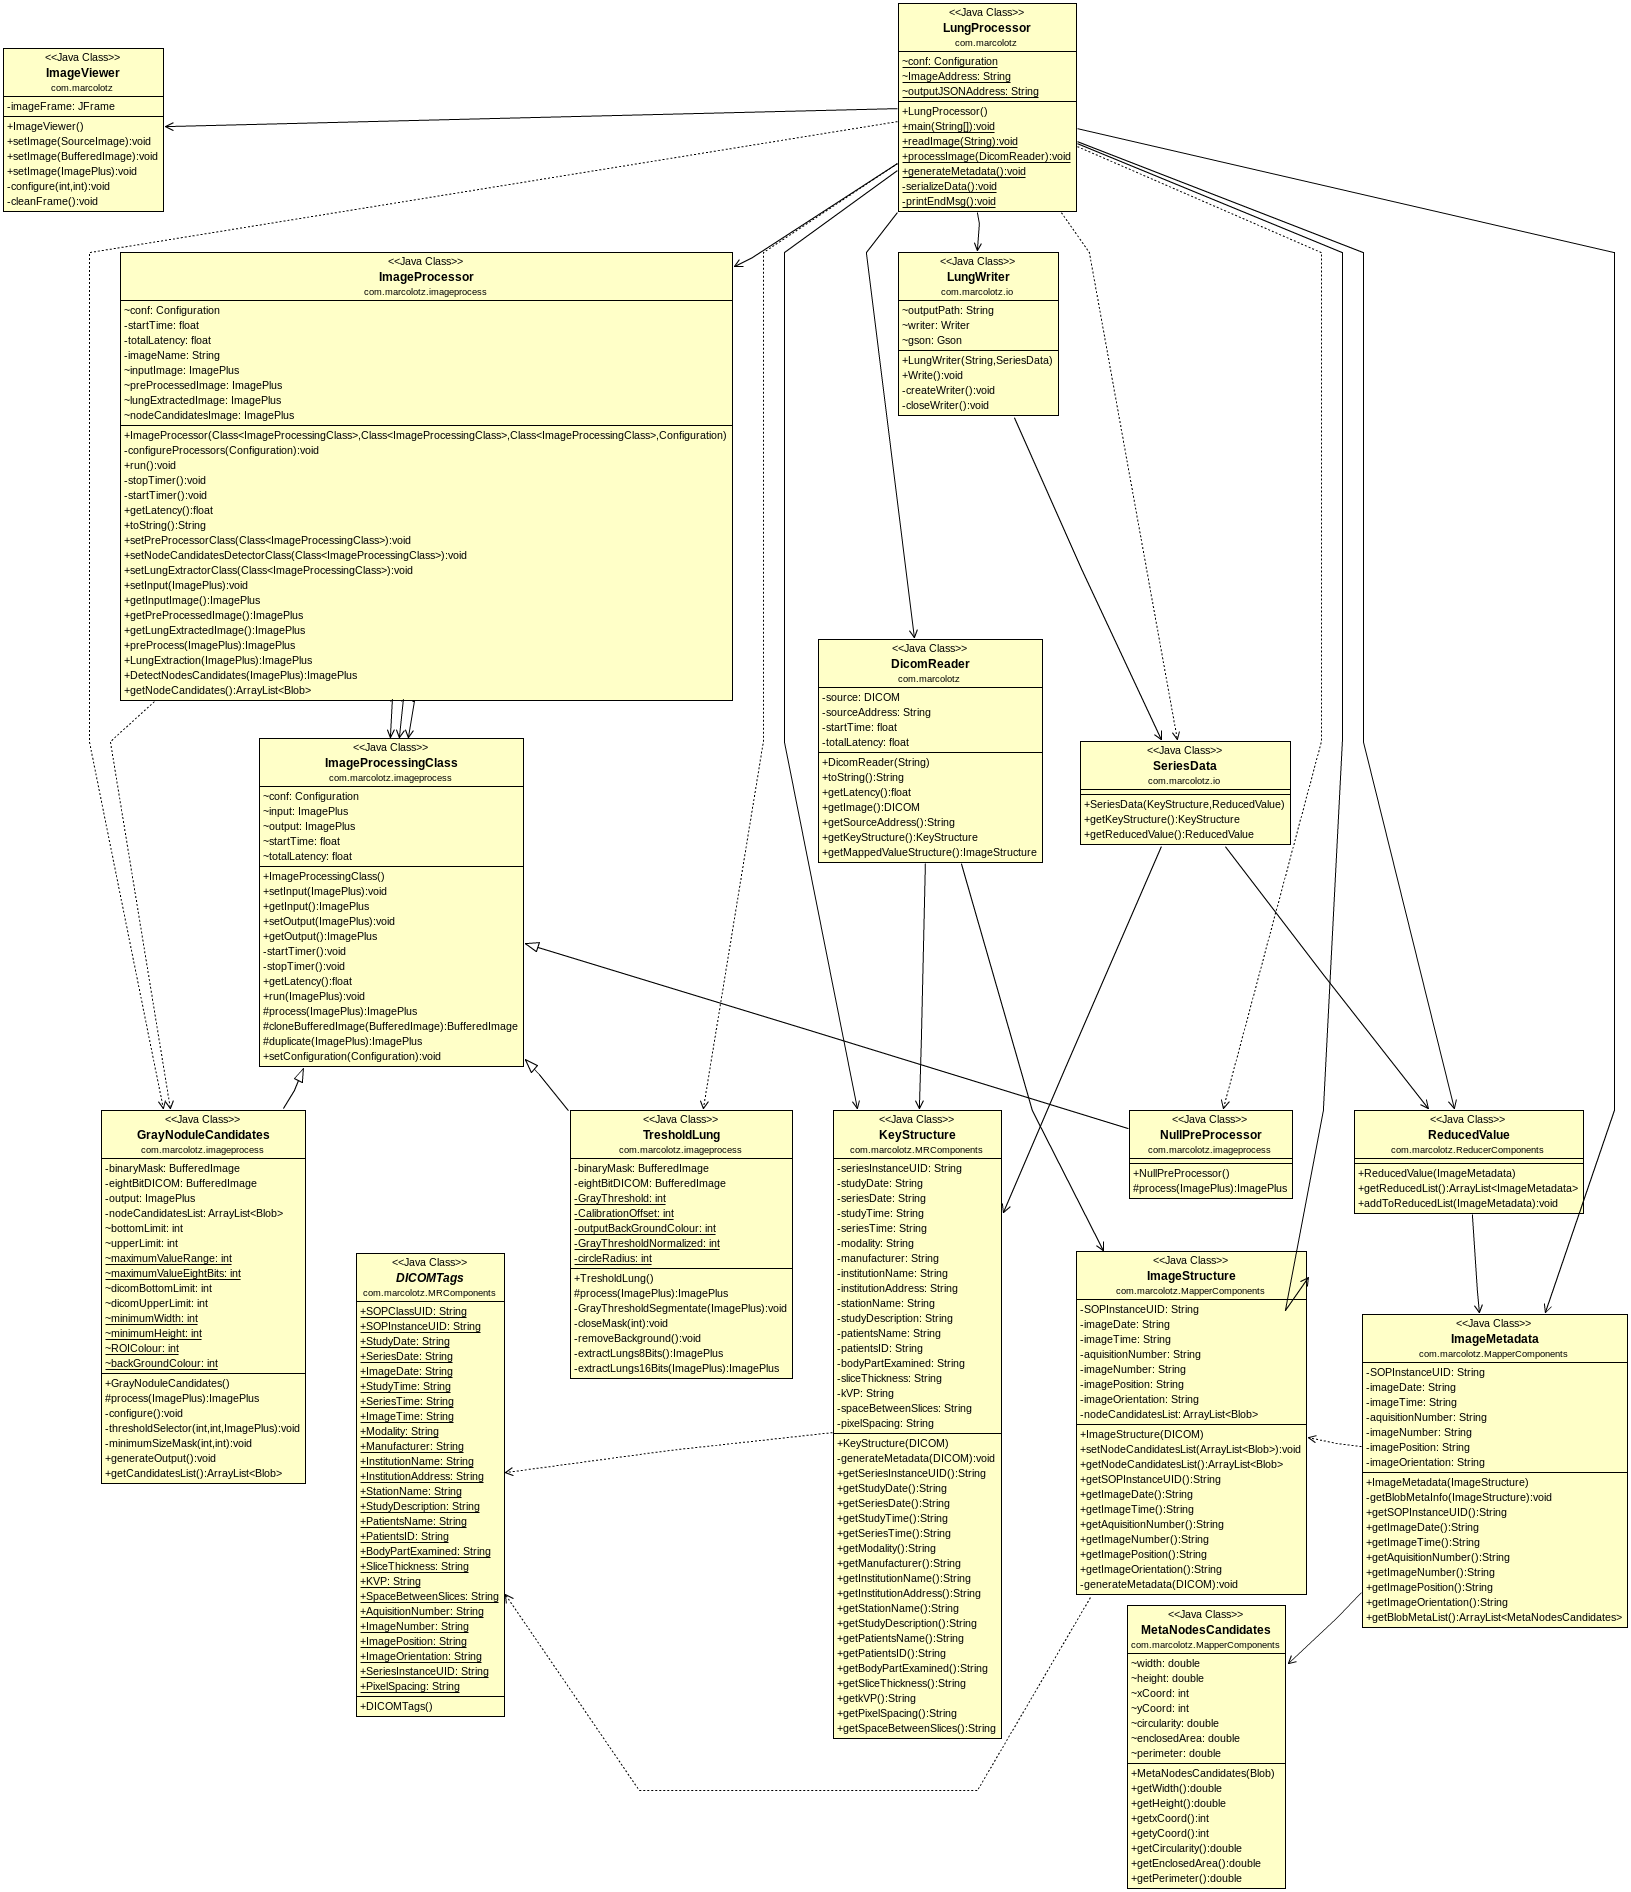 <<Java Class>>
LungProcessor
com.marcolotz
~conf: Configuration
~ImageAddress: String
~outputJSONAddress: String
+LungProcessor()
+main(String[]):void
+readImage(String):void
+processImage(DicomReader):void
+generateMetadata():void
-serializeData():void
-printEndMsg():void
<<Java Class>>
ImageViewer
com.marcolotz
-imageFrame: JFrame
+ImageViewer()
+setImage(SourceImage):void
+setImage(BufferedImage):void
+setImage(ImagePlus):void
-configure(int,int):void
-cleanFrame():void
<<Java Class>>
ImageProcessor
com.marcolotz.imageprocess
~conf: Configuration
-startTime: float
-totalLatency: float
-imageName: String
~inputImage: ImagePlus
~preProcessedImage: ImagePlus
~lungExtractedImage: ImagePlus
~nodeCandidatesImage: ImagePlus
+ImageProcessor(Class<ImageProcessingClass>,Class<ImageProcessingClass>,Class<ImageProcessingClass>,Configuration)
-configureProcessors(Configuration):void
+run():void
-stopTimer():void
-startTimer():void
+getLatency():float
+toString():String
+setPreProcessorClass(Class<ImageProcessingClass>):void
+setNodeCandidatesDetectorClass(Class<ImageProcessingClass>):void
+setLungExtractorClass(Class<ImageProcessingClass>):void
+setInput(ImagePlus):void
+getInputImage():ImagePlus
+getPreProcessedImage():ImagePlus
+getLungExtractedImage():ImagePlus
+preProcess(ImagePlus):ImagePlus
+LungExtraction(ImagePlus):ImagePlus
+DetectNodesCandidates(ImagePlus):ImagePlus
+getNodeCandidates():ArrayList<Blob>
<<Java Class>>
LungWriter
com.marcolotz.io
~outputPath: String
~writer: Writer
~gson: Gson
+LungWriter(String,SeriesData)
+Write():void
-createWriter():void
-closeWriter():void
<<Java Class>>
DicomReader
com.marcolotz
-source: DICOM
-sourceAddress: String
-startTime: float
-totalLatency: float
+DicomReader(String)
+toString():String
+getLatency():float
+getImage():DICOM
+getSourceAddress():String
+getKeyStructure():KeyStructure
+getMappedValueStructure():ImageStructure
<<Java Class>>
ImageProcessingClass
com.marcolotz.imageprocess
~conf: Configuration
~input: ImagePlus
~output: ImagePlus
~startTime: float
~totalLatency: float
+ImageProcessingClass()
+setInput(ImagePlus):void
+getInput():ImagePlus
+setOutput(ImagePlus):void
+getOutput():ImagePlus
-startTimer():void
-stopTimer():void
+getLatency():float
+run(ImagePlus):void
#process(ImagePlus):ImagePlus
#cloneBufferedImage(BufferedImage):BufferedImage
#duplicate(ImagePlus):ImagePlus
+setConfiguration(Configuration):void
<<Java Class>>
SeriesData
com.marcolotz.io
+SeriesData(KeyStructure,ReducedValue)
+getKeyStructure():KeyStructure
+getReducedValue():ReducedValue
<<Java Class>>
GrayNoduleCandidates
com.marcolotz.imageprocess
-binaryMask: BufferedImage
-eightBitDICOM: BufferedImage
-output: ImagePlus
-nodeCandidatesList: ArrayList<Blob>
~bottomLimit: int
~upperLimit: int
~maximumValueRange: int
~maximumValueEightBits: int
~dicomBottomLimit: int
~dicomUpperLimit: int
~minimumWidth: int
~minimumHeight: int
~ROIColour: int
~backGroundColour: int
+GrayNoduleCandidates()
#process(ImagePlus):ImagePlus
-configure():void
-thresholdSelector(int,int,ImagePlus):void
-minimumSizeMask(int,int):void
+generateOutput():void
+getCandidatesList():ArrayList<Blob>
<<Java Class>>
TresholdLung
com.marcolotz.imageprocess
-binaryMask: BufferedImage
-eightBitDICOM: BufferedImage
-GrayThreshold: int
-CalibrationOffset: int
-outputBackGroundColour: int
-GrayThresholdNormalized: int
-circleRadius: int
+TresholdLung()
#process(ImagePlus):ImagePlus
-GrayThresholdSegmentate(ImagePlus):void
-closeMask(int):void
-removeBackground():void
-extractLungs8Bits():ImagePlus
-extractLungs16Bits(ImagePlus):ImagePlus
<<Java Class>>
KeyStructure
com.marcolotz.MRComponents
-seriesInstanceUID: String
-studyDate: String
-seriesDate: String
-studyTime: String
-seriesTime: String
-modality: String
-manufacturer: String
-institutionName: String
-institutionAddress: String
-stationName: String
-studyDescription: String
-patientsName: String
-patientsID: String
-bodyPartExamined: String
-sliceThickness: String
-kVP: String
-spaceBetweenSlices: String
-pixelSpacing: String
+KeyStructure(DICOM)
-generateMetadata(DICOM):void
+getSeriesInstanceUID():String
+getStudyDate():String
+getSeriesDate():String
+getStudyTime():String
+getSeriesTime():String
+getModality():String
+getManufacturer():String
+getInstitutionName():String
+getInstitutionAddress():String
+getStationName():String
+getStudyDescription():String
+getPatientsName():String
+getPatientsID():String
+getBodyPartExamined():String
+getSliceThickness():String
+getkVP():String
+getPixelSpacing():String
+getSpaceBetweenSlices():String
<<Java Class>>
NullPreProcessor
com.marcolotz.imageprocess
+NullPreProcessor()
#process(ImagePlus):ImagePlus
<<Java Class>>
ReducedValue
com.marcolotz.ReducerComponents
+ReducedValue(ImageMetadata)
+getReducedList():ArrayList<ImageMetadata>
+addToReducedList(ImageMetadata):void
<<Java Class>>
DICOMTags
com.marcolotz.MRComponents
+SOPClassUID: String
+SOPInstanceUID: String
+StudyDate: String
+SeriesDate: String
+ImageDate: String
+StudyTime: String
+SeriesTime: String
+ImageTime: String
+Modality: String
+Manufacturer: String
+InstitutionName: String
+InstitutionAddress: String
+StationName: String
+StudyDescription: String
+PatientsName: String
+PatientsID: String
+BodyPartExamined: String
+SliceThickness: String
+KVP: String
+SpaceBetweenSlices: String
+AquisitionNumber: String
+ImageNumber: String
+ImagePosition: String
+ImageOrientation: String
+SeriesInstanceUID: String
+PixelSpacing: String
+DICOMTags()
<<Java Class>>
ImageStructure
com.marcolotz.MapperComponents
-SOPInstanceUID: String
-imageDate: String
-imageTime: String
-aquisitionNumber: String
-imageNumber: String
-imagePosition: String
-imageOrientation: String
-nodeCandidatesList: ArrayList<Blob>
+ImageStructure(DICOM)
+setNodeCandidatesList(ArrayList<Blob>):void
+getNodeCandidatesList():ArrayList<Blob>
+getSOPInstanceUID():String
+getImageDate():String
+getImageTime():String
+getAquisitionNumber():String
+getImageNumber():String
+getImagePosition():String
+getImageOrientation():String
-generateMetadata(DICOM):void
<<Java Class>>
ImageMetadata
com.marcolotz.MapperComponents
-SOPInstanceUID: String
-imageDate: String
-imageTime: String
-aquisitionNumber: String
-imageNumber: String
-imagePosition: String
-imageOrientation: String
+ImageMetadata(ImageStructure)
-getBlobMetaInfo(ImageStructure):void
+getSOPInstanceUID():String
+getImageDate():String
+getImageTime():String
+getAquisitionNumber():String
+getImageNumber():String
+getImagePosition():String
+getImageOrientation():String
+getBlobMetaList():ArrayList<MetaNodesCandidates>
<<Java Class>>
MetaNodesCandidates
com.marcolotz.MapperComponents
~width: double
~height: double
~xCoord: int
~yCoord: int
~circularity: double
~enclosedArea: double
~perimeter: double
+MetaNodesCandidates(Blob)
+getWidth():double
+getHeight():double
+getxCoord():int
+getyCoord():int
+getCircularity():double
+getEnclosedArea():double
+getPerimeter():double